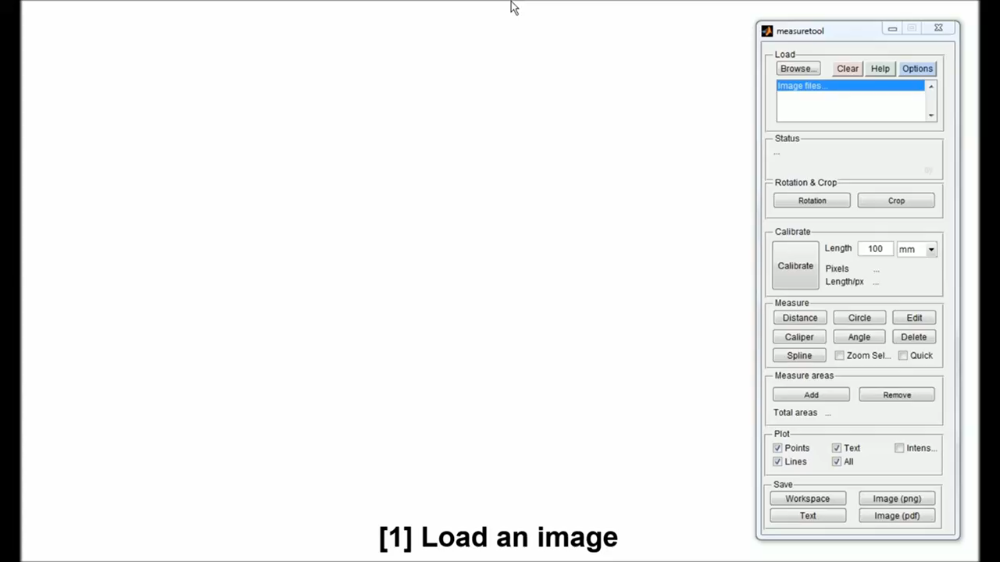 measuretool
Load
Browse... Clear Help Options
Image files...
Status
...
Rotation & Crop
Rotation Crop
Calibrate
Calibrate
Length 100 mm
Pixels ...
Length/px ...
Measure
Distance Circle Edit
Caliper Angle Delete
Spline Zoom Sel... Quick
Measure areas
Add Remove
Total areas ...
Plot
Points Text Intens...
Lines All
Save
Workspace Image (png)
Text Image (pdf)
[1] Load an image